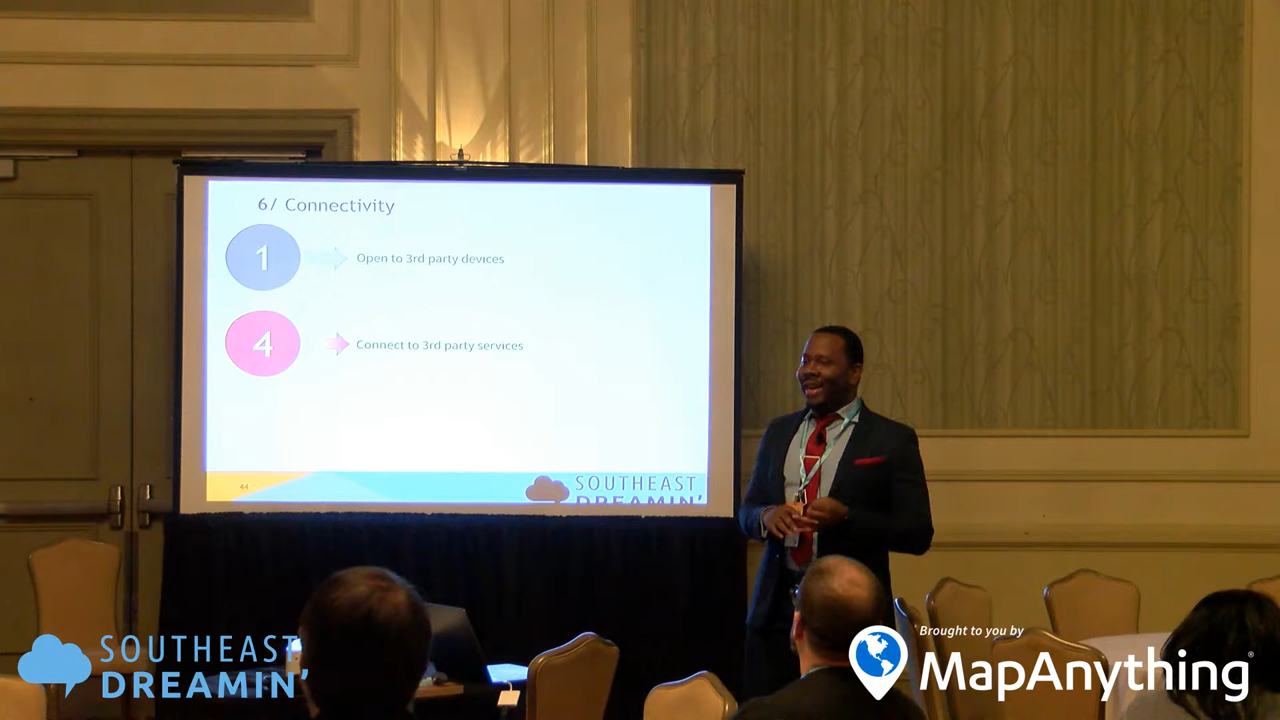 6/ Connectivity
1
Open to 3rd party devices
4
Connect to 3rd party services
44
SOUTHEAST
DREAMIN'
SOUTHEAST
DREAMIN'
Brought to you by
MapAnything®